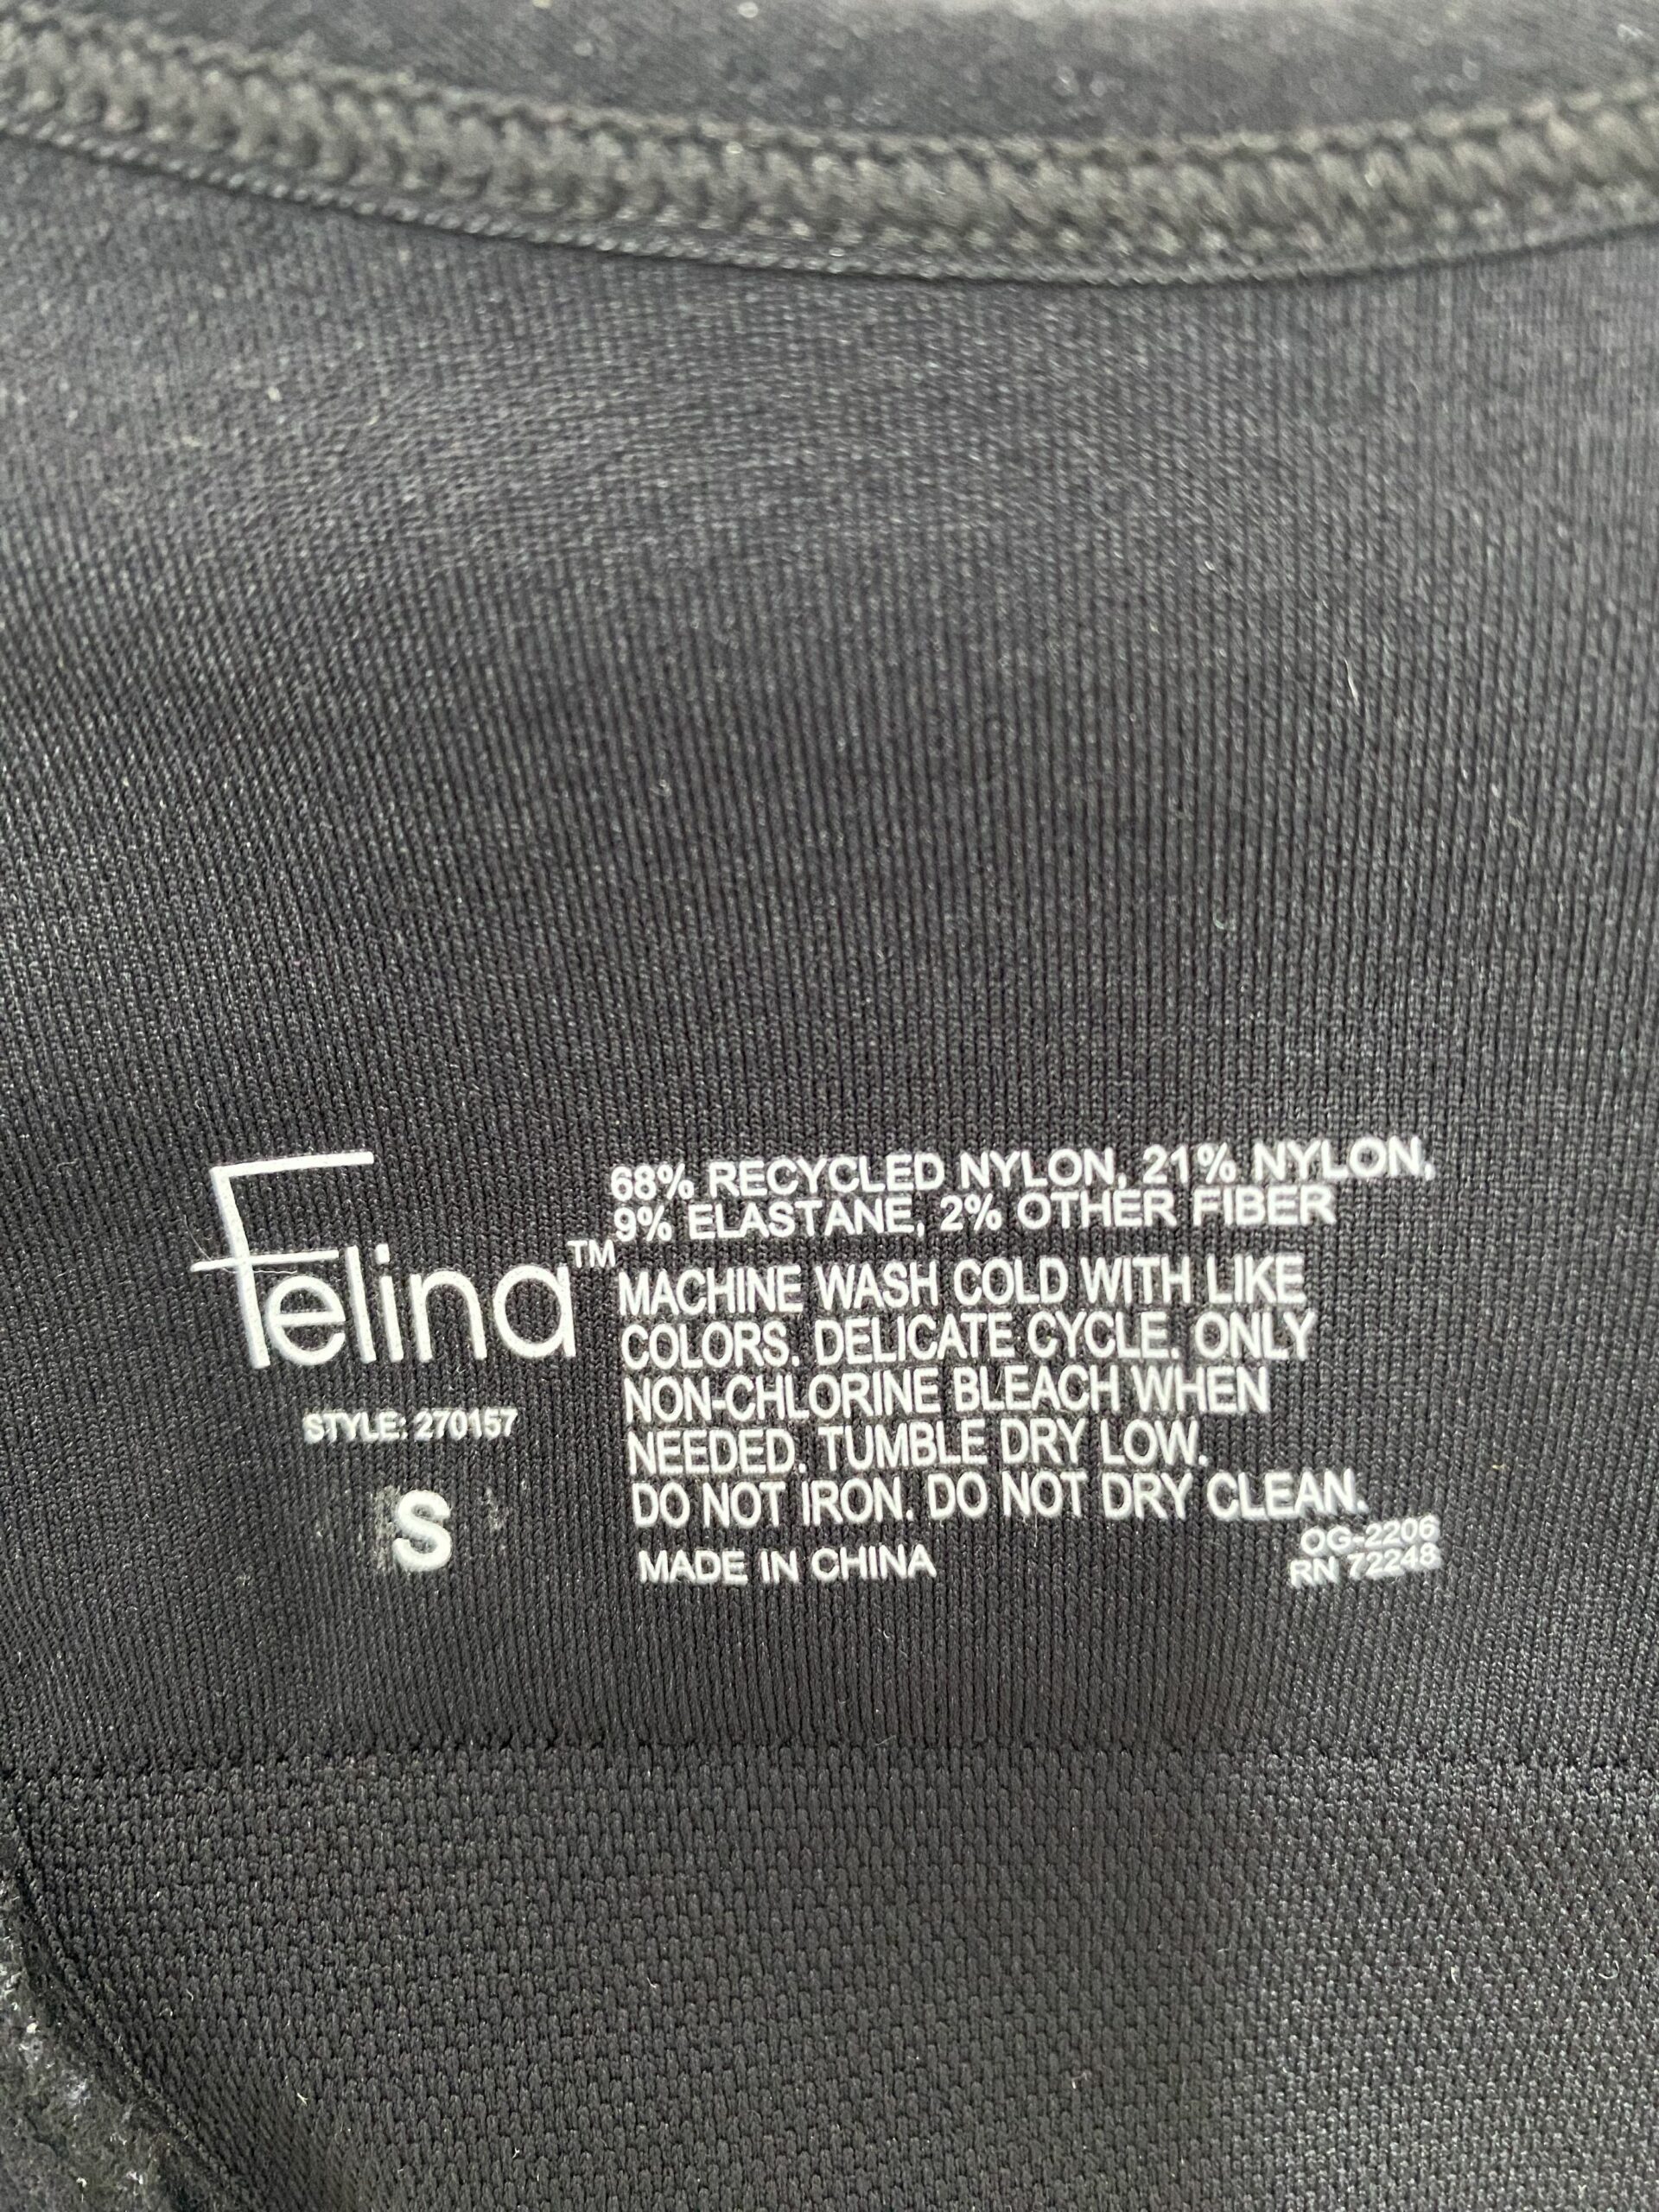 Felina™
STYLE: 270157
S
68% RECYCLED NYLON, 21% NYLON,
9% ELASTANE, 2% OTHER FIBER
MACHINE WASH COLD WITH LIKE
COLORS. DELICATE CYCLE. ONLY
NON-CHLORINE BLEACH WHEN
NEEDED. TUMBLE DRY LOW.
DO NOT IRON. DO NOT DRY CLEAN.
MADE IN CHINA
OG-2206
RN 72248